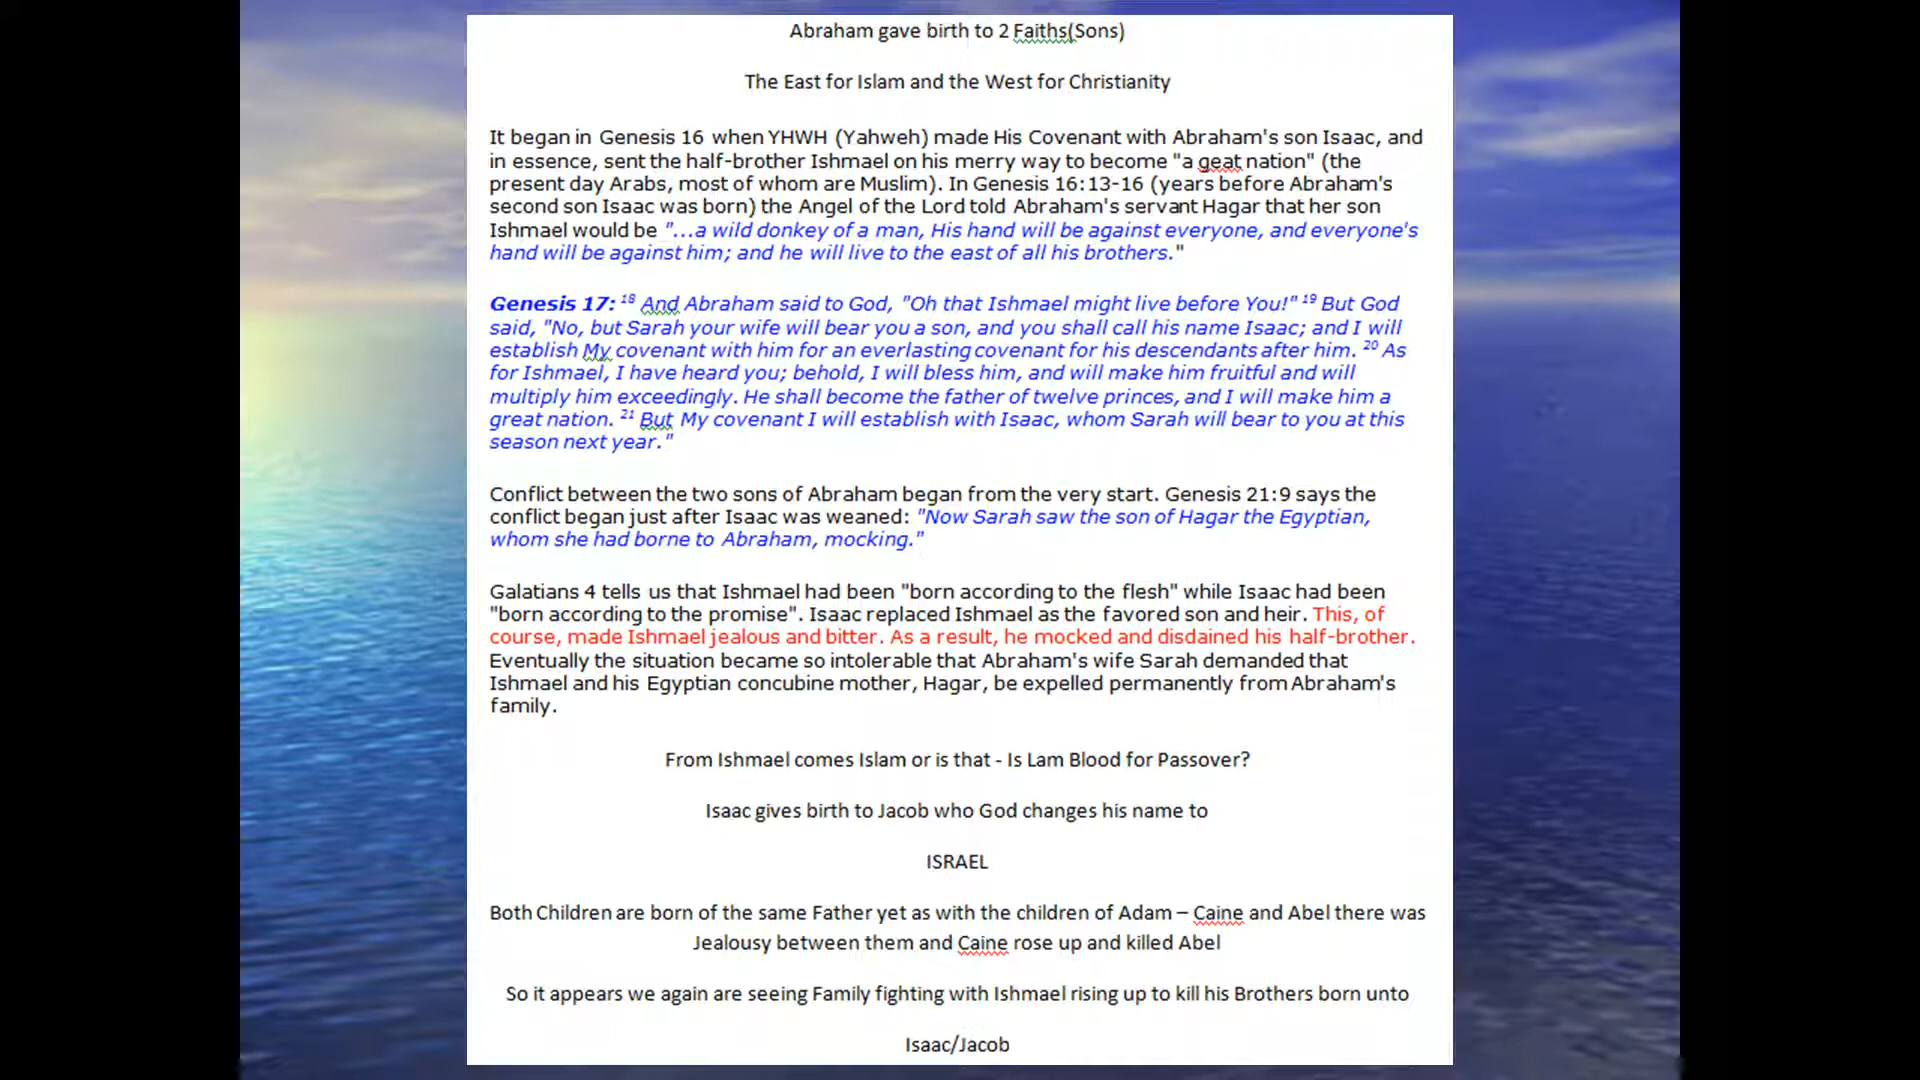 Abraham gave birth to 2 Faiths(Sons)
The East for Islam and the West for Christianity
It began in Genesis 16 when YHWH (Yahweh) made His Covenant with Abraham's son Isaac, and
in essence, sent the half-brother Ishmael on his merry way to become "a geat nation" (the
present day Arabs, most of whom are Muslim). In Genesis 16:13-16 (years before Abraham's
second son Isaac was born) the Angel of the Lord told Abraham's servant Hagar that her son
Ishmael would be "...a wild donkey of a man, His hand will be against everyone, and everyone's
hand will be against him; and he will live to the east of all his brothers."
Genesis 17: 18 And Abraham said to God, "Oh that Ishmael might live before You!" 19 But God
said, "No, but Sarah your wife will bear you a son, and you shall call his name Isaac; and I will
establish My covenant with him for an everlasting covenant for his descendants after him. 20 As
for Ishmael, I have heard you; behold, I will bless him, and will make him fruitful and will
multiply him exceedingly. He shall become the father of twelve princes, and I will make him a
great nation. 21 But My covenant I will establish with Isaac, whom Sarah will bear to you at this
season next year."
Conflict between the two sons of Abraham began from the very start. Genesis 21:9 says the
conflict began just after Isaac was weaned: "Now Sarah saw the son of Hagar the Egyptian,
whom she had borne to Abraham, mocking."
Galatians 4 tells us that Ishmael had been "born according to the flesh" while Isaac had been
"born according to the promise". Isaac replaced Ishmael as the favored son and heir. This, of
course, made Ishmael jealous and bitter. As a result, he mocked and disdained his half-brother.
Eventually the situation became so intolerable that Abraham's wife Sarah demanded that
Ishmael and his Egyptian concubine mother, Hagar, be expelled permanently from Abraham's
family.
From Ishmael comes Islam or is that - Is Lam Blood for Passover?
Isaac gives birth to Jacob who God changes his name to
ISRAEL
Both Children are born of the same Father yet as with the children of Adam – Caine and Abel there was
Jealousy between them and Caine rose up and killed Abel
So it appears we again are seeing Family fighting with Ishmael rising up to kill his Brothers born unto
Isaac/Jacob